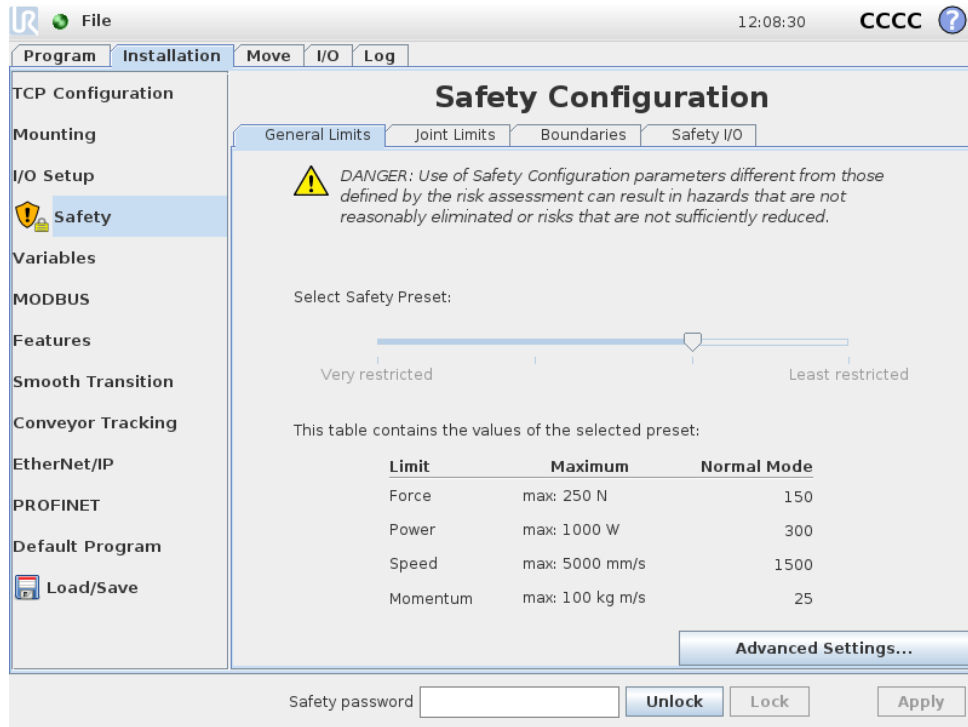 UR File 12:08:30 CCCC ?
Program Installation Move I/O Log
TCP Configuration
Mounting
I/O Setup
Safety
Variables
MODBUS
Features
Smooth Transition
Conveyor Tracking
EtherNet/IP
PROFINET
Default Program
Load/Save
Safety Configuration
General Limits Joint Limits Boundaries Safety I/O
DANGER: Use of Safety Configuration parameters different from those
defined by the risk assessment can result in hazards that are not
reasonably eliminated or risks that are not sufficiently reduced.
Select Safety Preset:
Very restricted Least restricted
This table contains the values of the selected preset:
Limit Maximum Normal Mode
Force max: 250 N 150
Power max: 1000 W 300
Speed max: 5000 mm/s 1500
Momentum max: 100 kg m/s 25
Advanced Settings...
Safety password Unlock Lock Apply